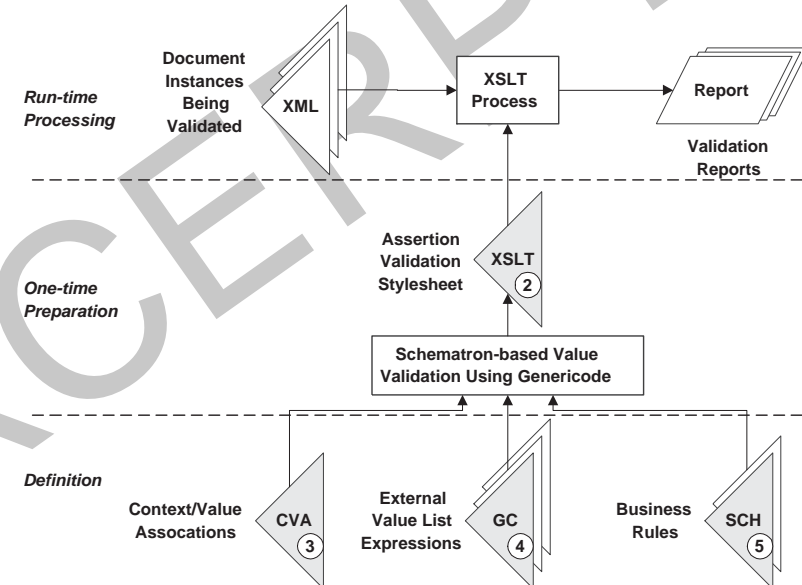 Document
Instances
Being
Validated
XML
XSLT
Process
Report
Validation
Reports
Run-time
Processing
Assertion
Validation
Stylesheet
XSLT
2
One-time
Preparation
Schematron-based Value
Validation Using Genericode
Definition
Context/Value
Assocations
CVA
3
External
Value List
Expressions
GC
4
Business
Rules
SCH
5